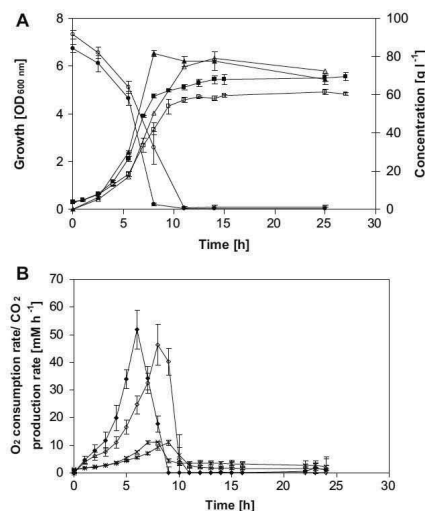 A
Growth [OD600 nm]
8
6
4
2
0
100
80
60
40
20
0
Concentration [g l-1]
0 5 10 15 20 25 30
Time [h]
B
O2 consumption rate/ CO2
production rate [mM h-1]
70
60
50
40
30
20
10
0
0 5 10 15 20 25 30
Time [h]